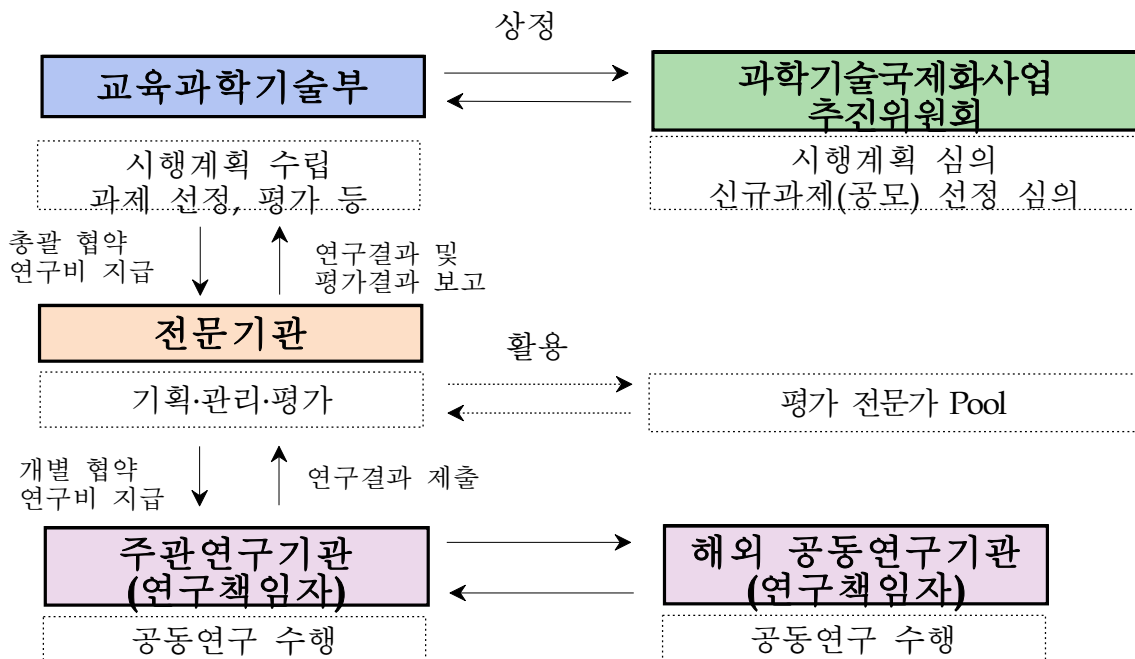 상정
교육과학기술부
과학기술국제화사업
추진위원회
시행계획 수립
과제 선정, 평가 등
시행계획 심의
신규과제(공모) 선정 심의
총괄 협약
연구비 지급
연구결과 및
평가결과 보고
전문기관
활용
기획·관리·평가
평가 전문가 Pool
개별 협약
연구비 지급
연구결과 제출
주관연구기관
(연구책임자)
해외 공동연구기관
(연구책임자)
공동연구 수행
공동연구 수행